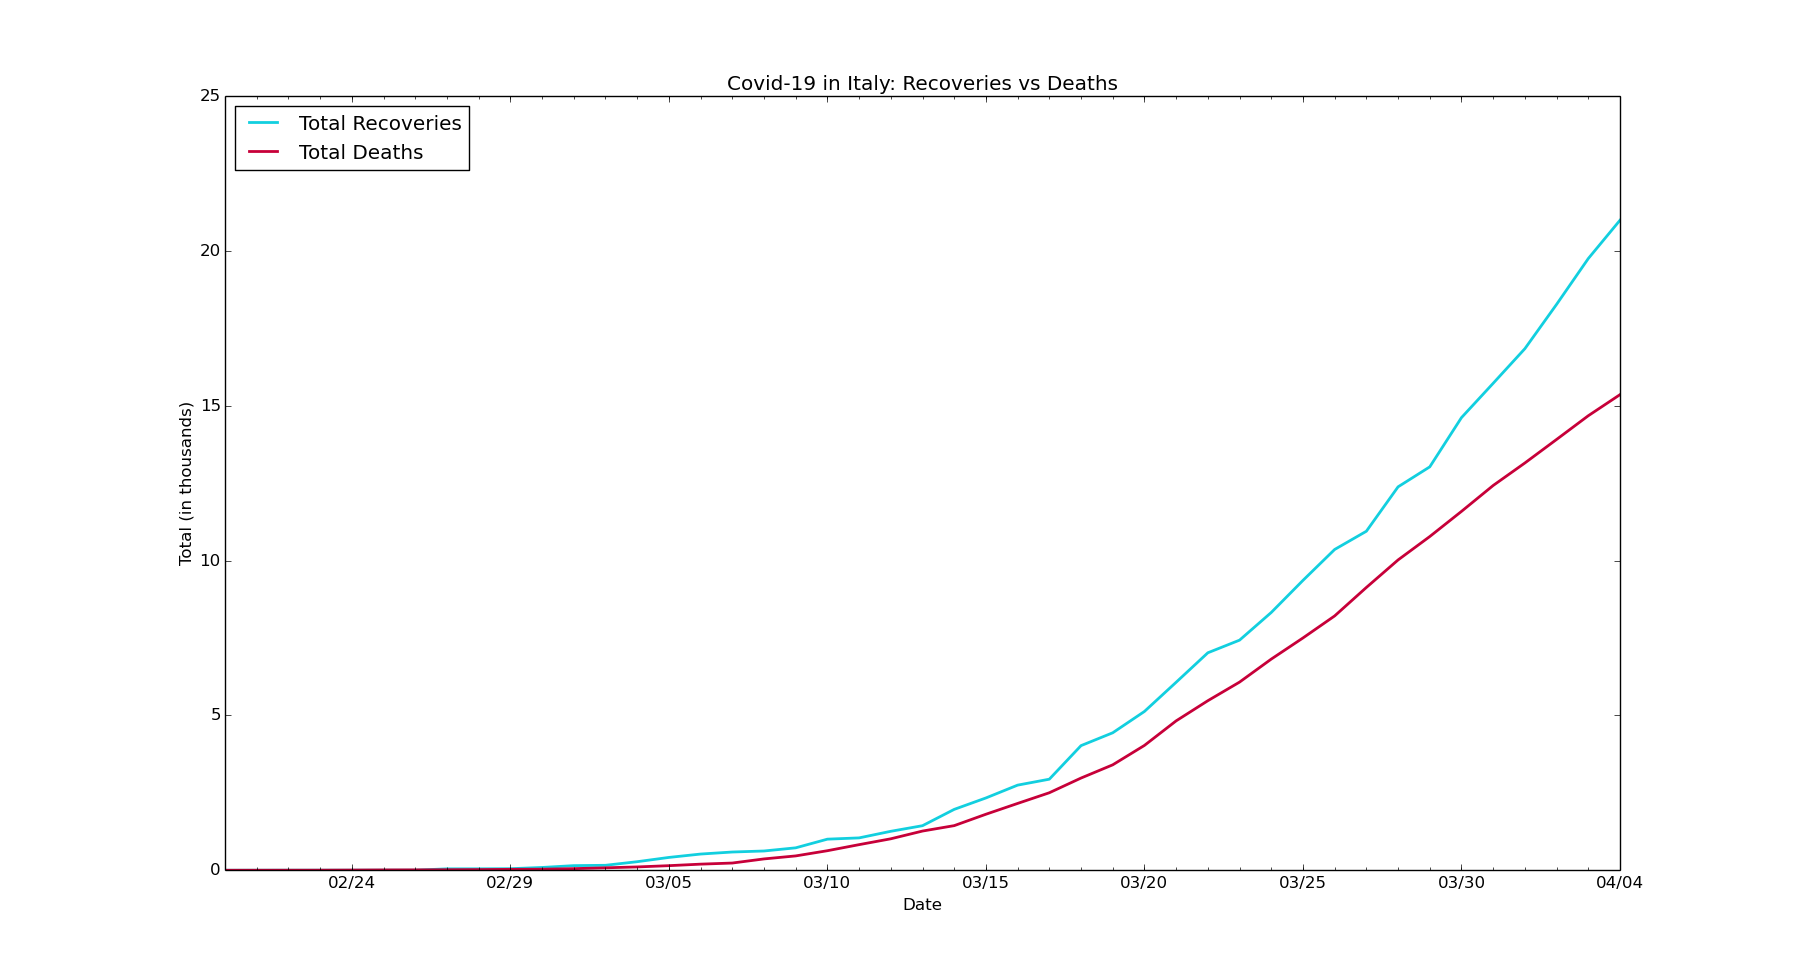 Covid-19 in Italy: Recoveries vs Deaths
25
Total Recoveries
Total Deaths
20
15
Total (in thousands)
10
5
0
02/24 02/29 03/05 03/10 03/15 03/20 03/25 03/30 04/04
Date